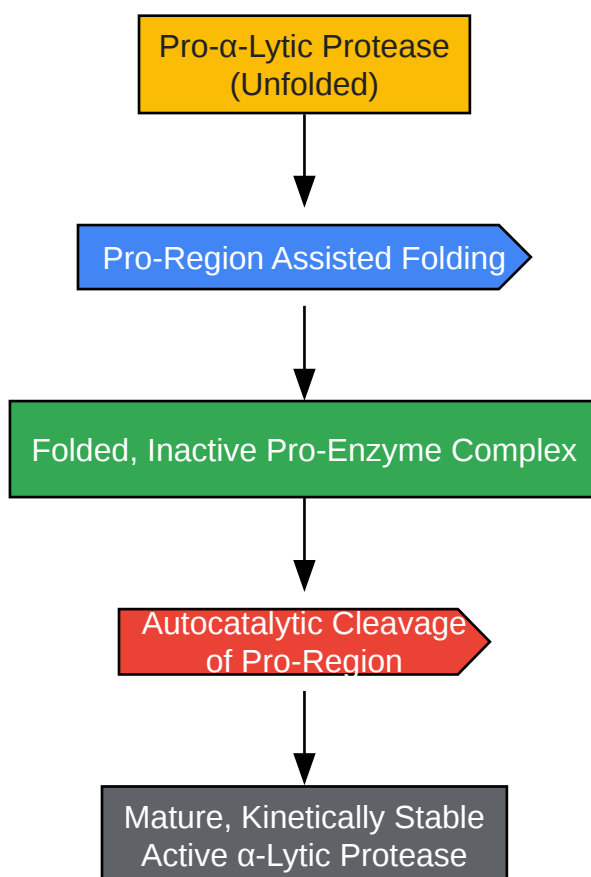 Pro-α-Lytic Protease
(Unfolded)
Pro-Region Assisted Folding
Folded, Inactive Pro-Enzyme Complex
Autocatalytic Cleavage
of Pro-Region
Mature, Kinetically Stable
Active α-Lytic Protease